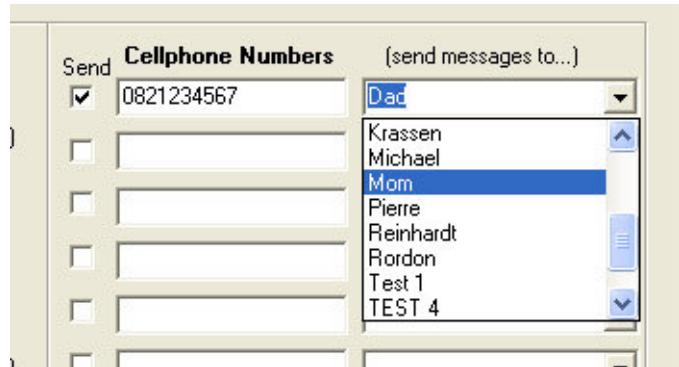 Send Cellphone Numbers (send messages to...)
0821234567 Dad
Krassen
Michael
Mom
Pierre
Reinhardt
Rordon
Test 1
TEST 4